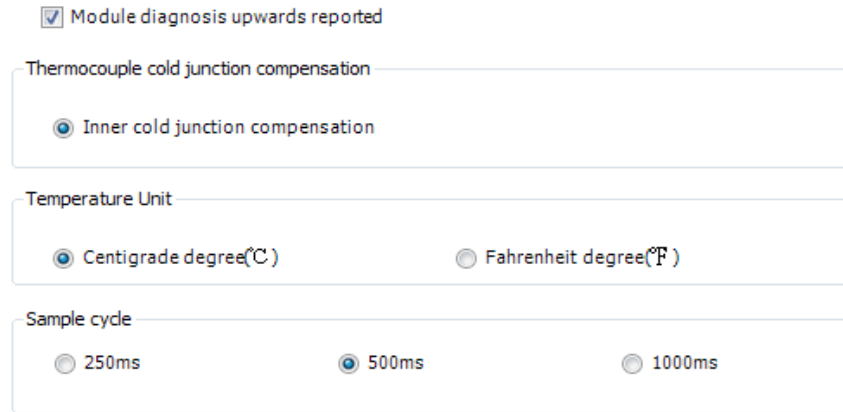 Module diagnosis upwards reported
Thermocouple cold junction compensation
Inner cold junction compensation
Temperature Unit
Centigrade degree(℃) Fahrenheit degree(℉)
Sample cycle
250ms 500ms 1000ms